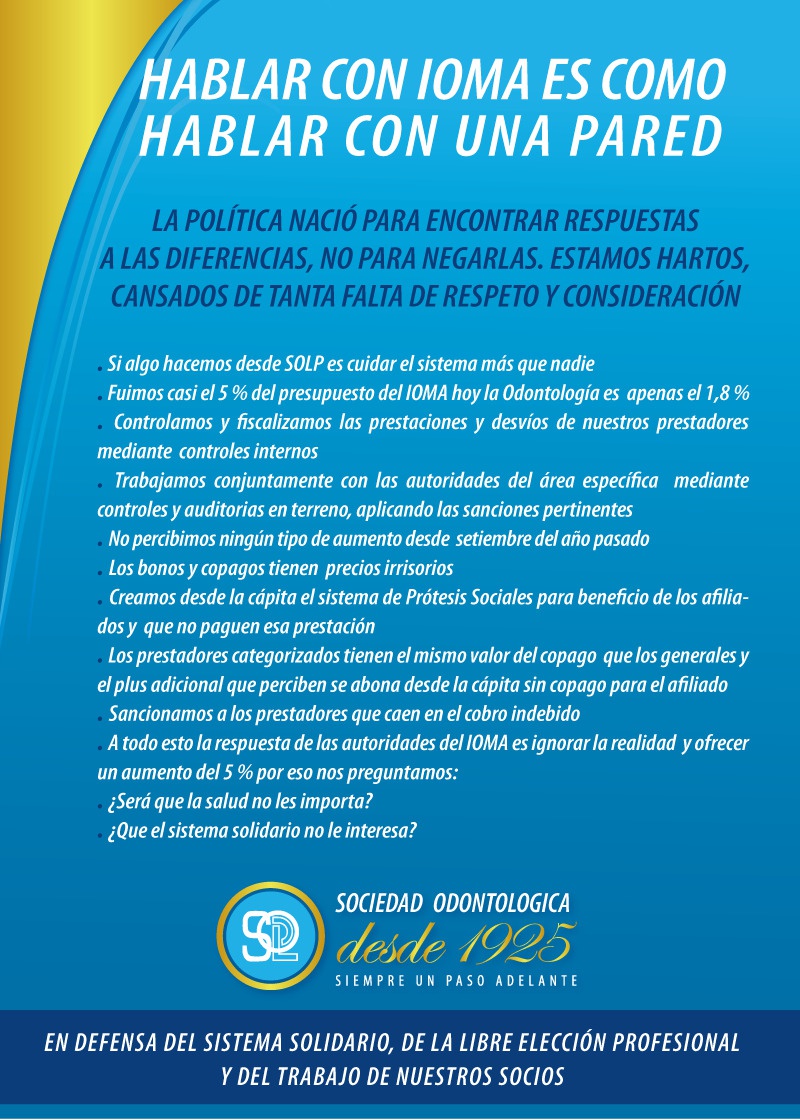 HABLAR CON IOMA ES COMO
HABLAR CON UNA PARED
LA POLÍTICA NACIÓ PARA ENCONTRAR RESPUESTAS
A LAS DIFERENCIAS, NO PARA NEGARLAS. ESTAMOS HARTOS,
CANSADOS DE TANTA FALTA DE RESPETO Y CONSIDERACIÓN
. Si algo hacemos desde SOLP es cuidar el sistema más que nadie
. Fuimos casi el 5 % del presupuesto del IOMA hoy la Odontología es apenas el 1,8 %
. Controlamos y fiscalizamos las prestaciones y desvíos de nuestros prestadores
mediante controles internos
. Trabajamos conjuntamente con las autoridades del área específica mediante
controles y auditorias en terreno, aplicando las sanciones pertinentes
. No percibimos ningún tipo de aumento desde setiembre del año pasado
. Los bonos y copagos tienen precios irrisorios
. Creamos desde la cápita el sistema de Prótesis Sociales para beneficio de los afilia-
dos y que no paguen esa prestación
. Los prestadores categorizados tienen el mismo valor del copago que los generales y
el plus adicional que perciben se abona desde la cápita sin copago para el afiliado
. Sancionamos a los prestadores que caen en el cobro indebido
. A todo esto la respuesta de las autoridades del IOMA es ignorar la realidad y ofrecer
un aumento del 5 % por eso nos preguntamos:
. ¿Será que la salud no les importa?
. ¿Que el sistema solidario no le interesa?
SOLP
SOCIEDAD ODONTOLOGICA
desde 1925
SIEMPRE UN PASO ADELANTE
EN DEFENSA DEL SISTEMA SOLIDARIO, DE LA LIBRE ELECCIÓN PROFESIONAL
Y DEL TRABAJO DE NUESTROS SOCIOS